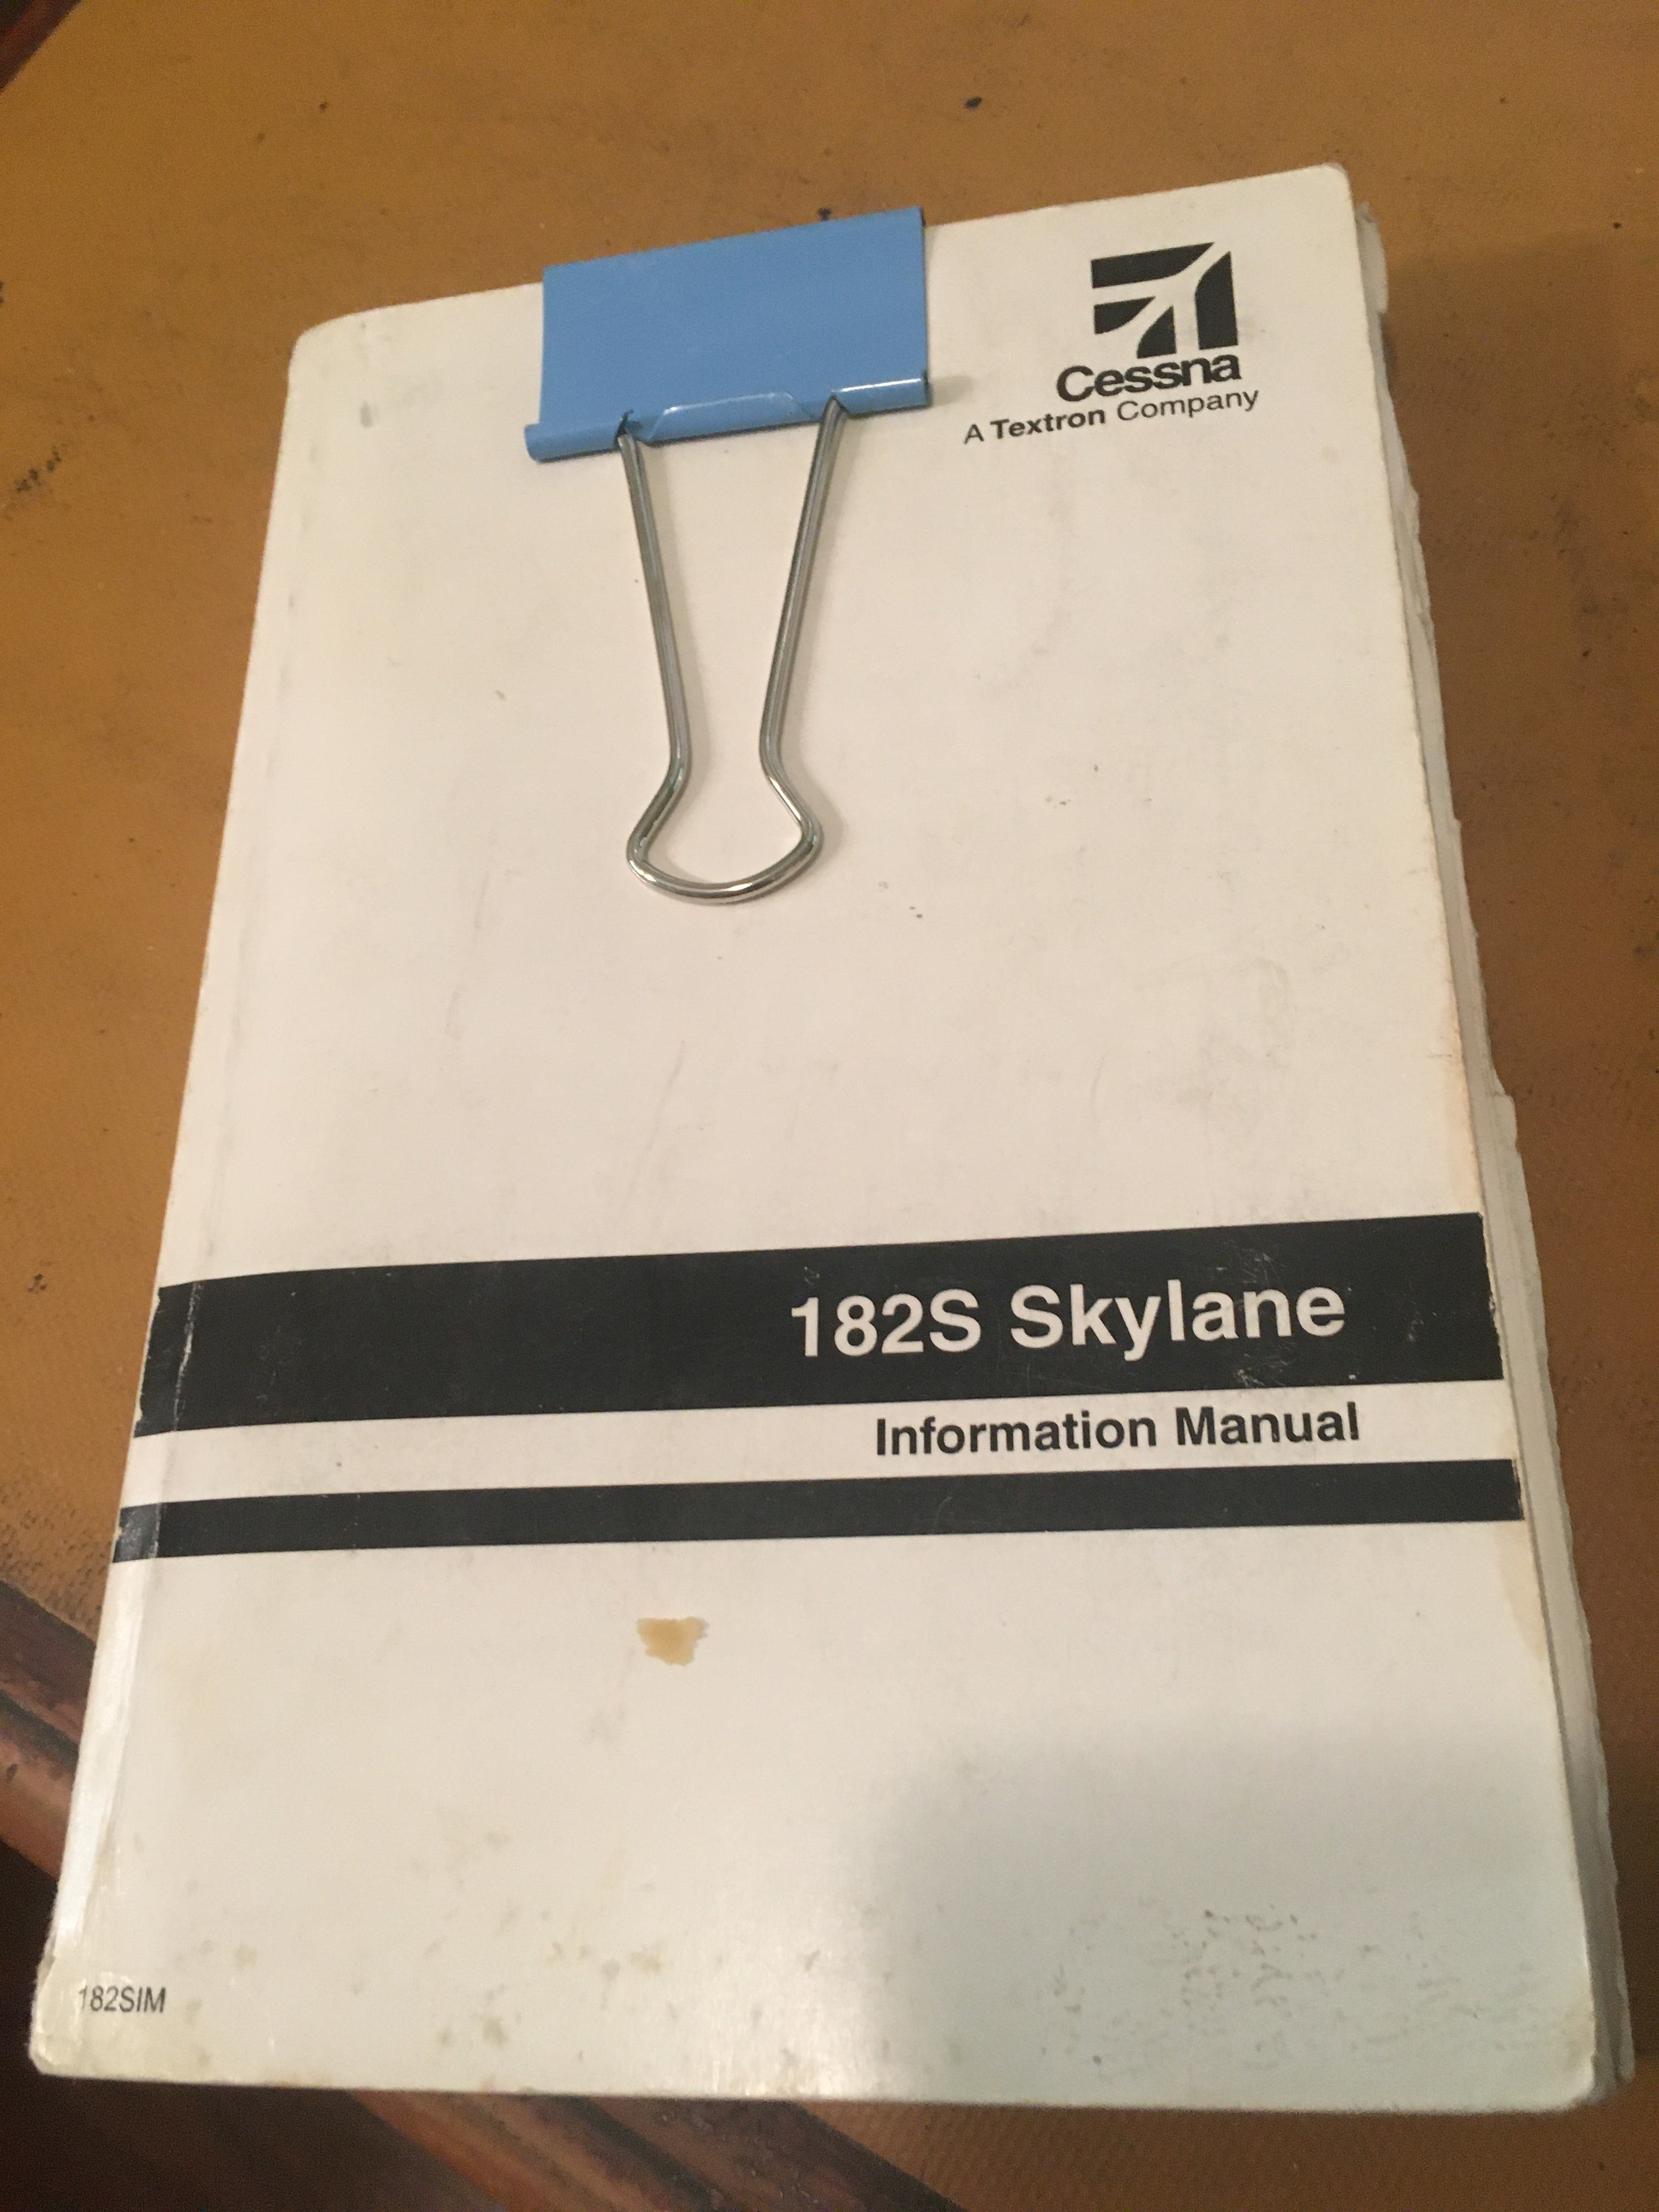 Cessna
A Textron Company
182S Skylane
Information Manual
182SIM